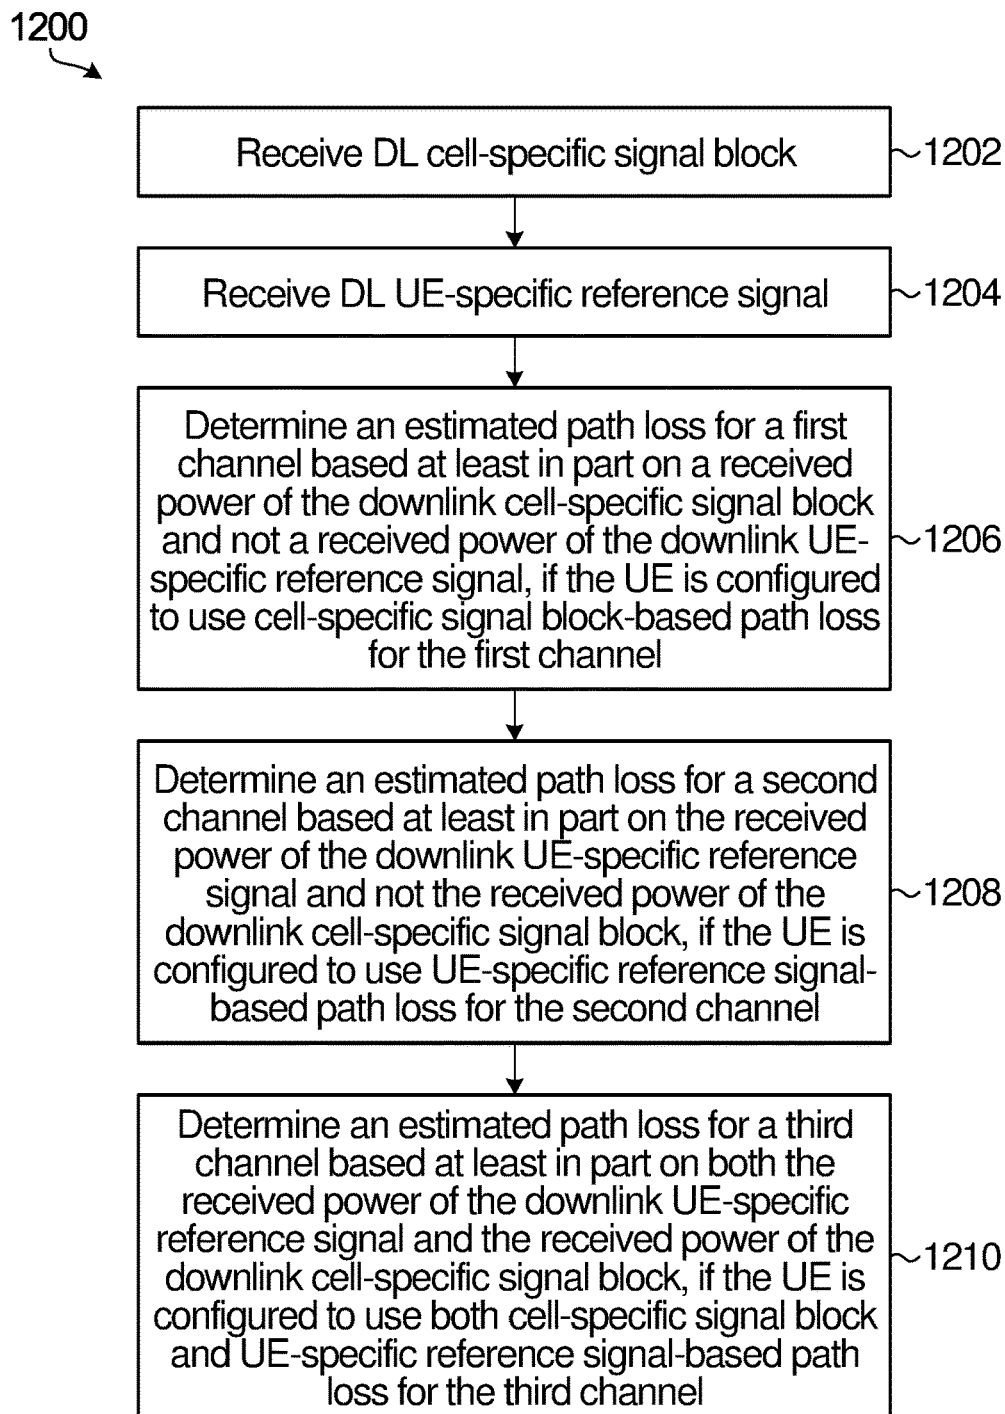 1200
Receive DL cell-specific signal block
~1202
Receive DL UE-specific reference signal
~1204
Determine an estimated path loss for a first
channel based at least in part on a received
power of the downlink cell-specific signal block
and not a received power of the downlink UE-
specific reference signal, if the UE is configured
to use cell-specific signal block-based path loss
for the first channel
~1206
Determine an estimated path loss for a second
channel based at least in part on the received
power of the downlink UE-specific reference
signal and not the received power of the
downlink cell-specific signal block, if the UE is
configured to use UE-specific reference signal-
based path loss for the second channel
~1208
Determine an estimated path loss for a third
channel based at least in part on both the
received power of the downlink UE-specific
reference signal and the received power of the
downlink cell-specific signal block, if the UE is
configured to use both cell-specific signal block
and UE-specific reference signal-based path
loss for the third channel
~1210